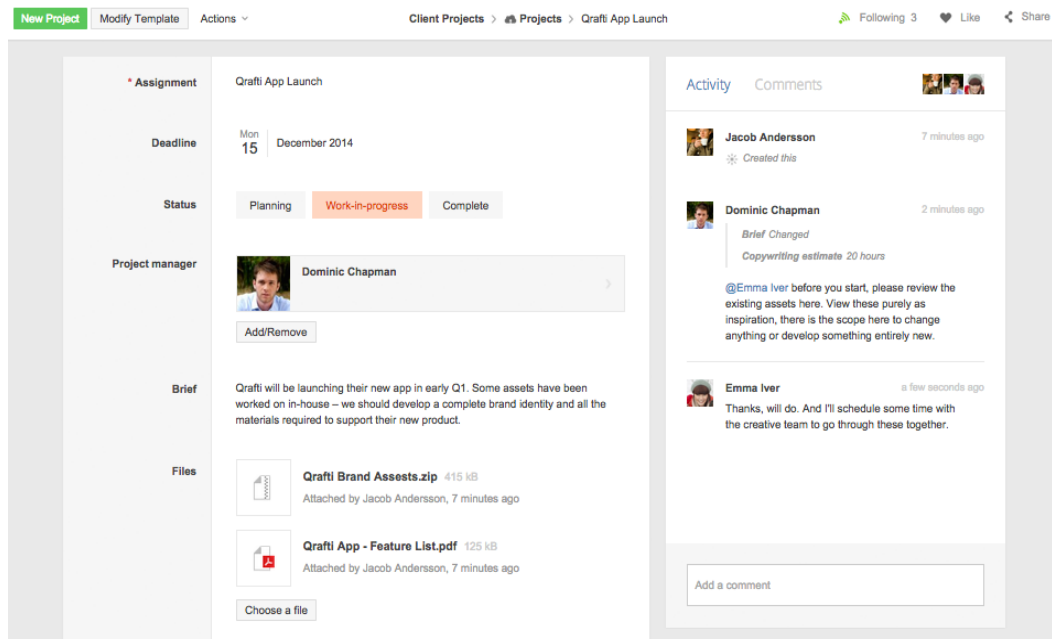 New Project
Modify Template
Actions
Client Projects > Projects > Qrafti App Launch
Following 3
Like
Share
* Assignment
Qrafti App Launch
Deadline
Mon
15
December 2014
Status
Planning
Work-in-progress
Complete
Project manager
Dominic Chapman
Add/Remove
Brief
Qrafti will be launching their new app in early Q1. Some assets have been
worked on in-house – we should develop a complete brand identity and all the
materials required to support their new product.
Files
Qrafti Brand Assests.zip 415 kB
Attached by Jacob Andersson, 7 minutes ago
Qrafti App - Feature List.pdf 125 kB
Attached by Jacob Andersson, 7 minutes ago
Choose a file
Activity
Comments
Jacob Andersson
7 minutes ago
Created this
Dominic Chapman
2 minutes ago
Brief Changed
Copywriting estimate 20 hours
@Emma Iver before you start, please review the
existing assets here. View these purely as
inspiration, there is the scope here to change
anything or develop something entirely new.
Emma Iver
a few seconds ago
Thanks, will do. And I'll schedule some time with
the creative team to go through these together.
Add a comment